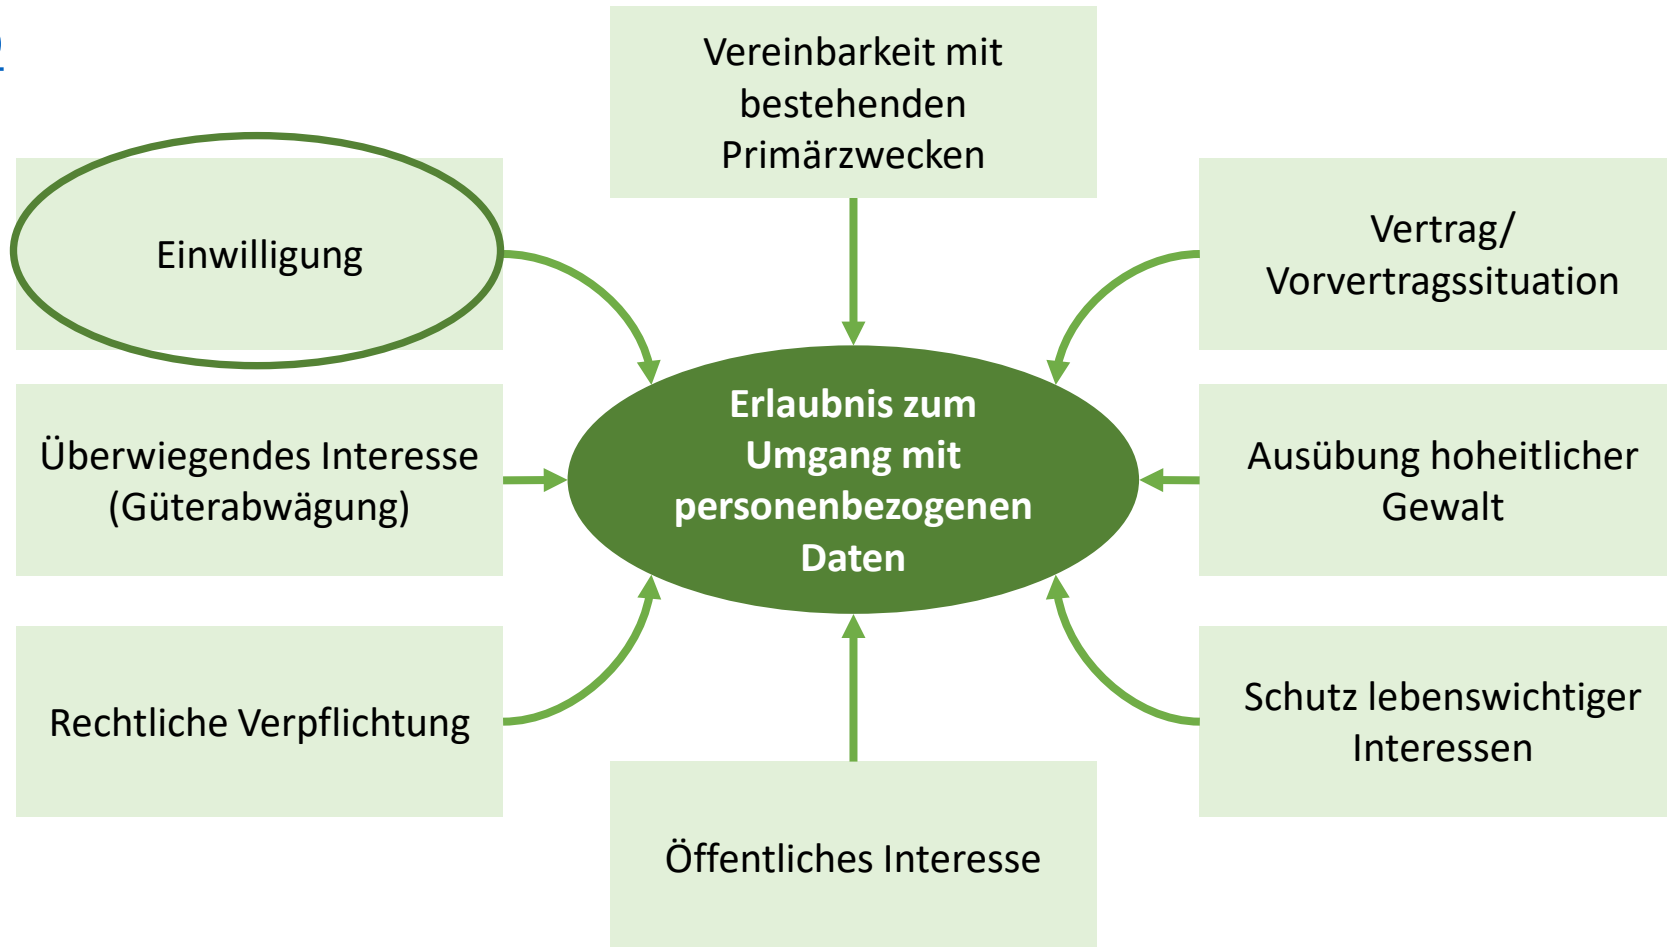 Vereinbarkeit mit
bestehenden
Primärzwecken
Einwilligung
Vertrag/
Vorvertragssituation
Erlaubnis zum
Umgang mit
personenbezogenen
Daten
Überwiegendes Interesse
(Güterabwägung)
Ausübung hoheitlicher
Gewalt
Rechtliche Verpflichtung
Schutz lebenswichtiger
Interessen
Öffentliches Interesse